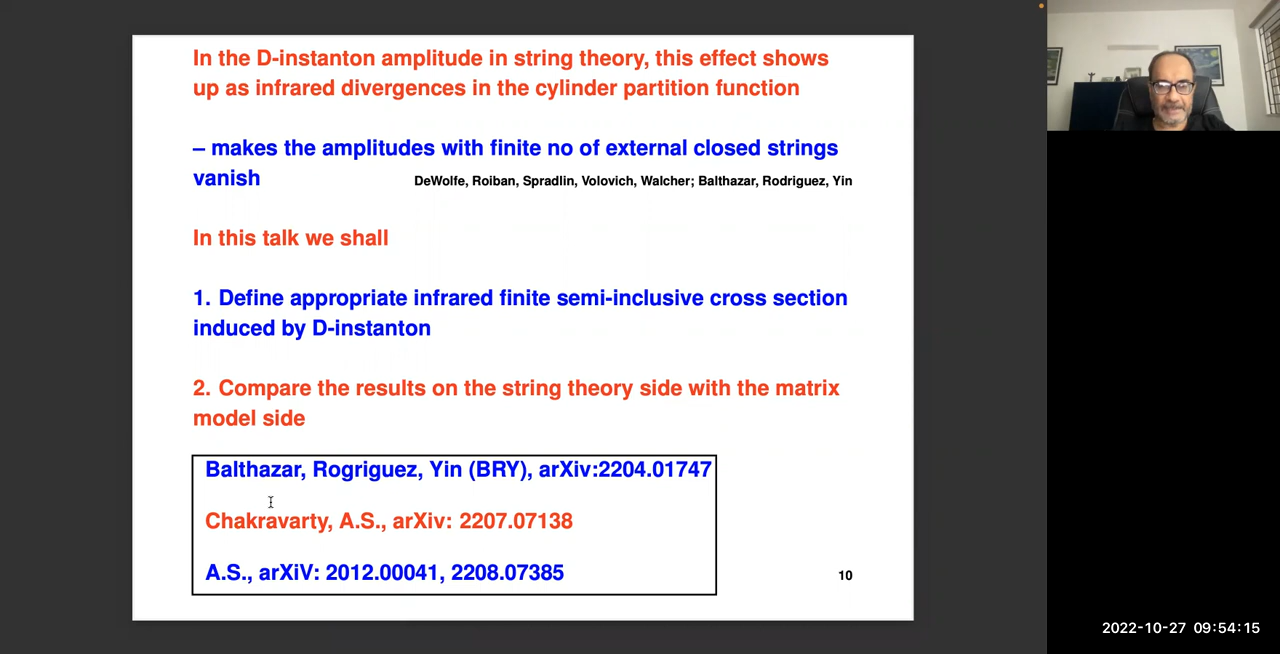 In the D-instanton amplitude in string theory, this effect shows
up as infrared divergences in the cylinder partition function
– makes the amplitudes with finite no of external closed strings
vanish DeWolfe, Roiban, Spradlin, Volovich, Walcher; Balthazar, Rodriguez, Yin
In this talk we shall
1. Define appropriate infrared finite semi-inclusive cross section
induced by D-instanton
2. Compare the results on the string theory side with the matrix
model side
Balthazar, Rogriguez, Yin (BRY), arXiv:2204.01747
Chakravarty, A.S., arXiv: 2207.07138
A.S., arXiV: 2012.00041, 2208.07385
10
2022-10-27 09:54:15